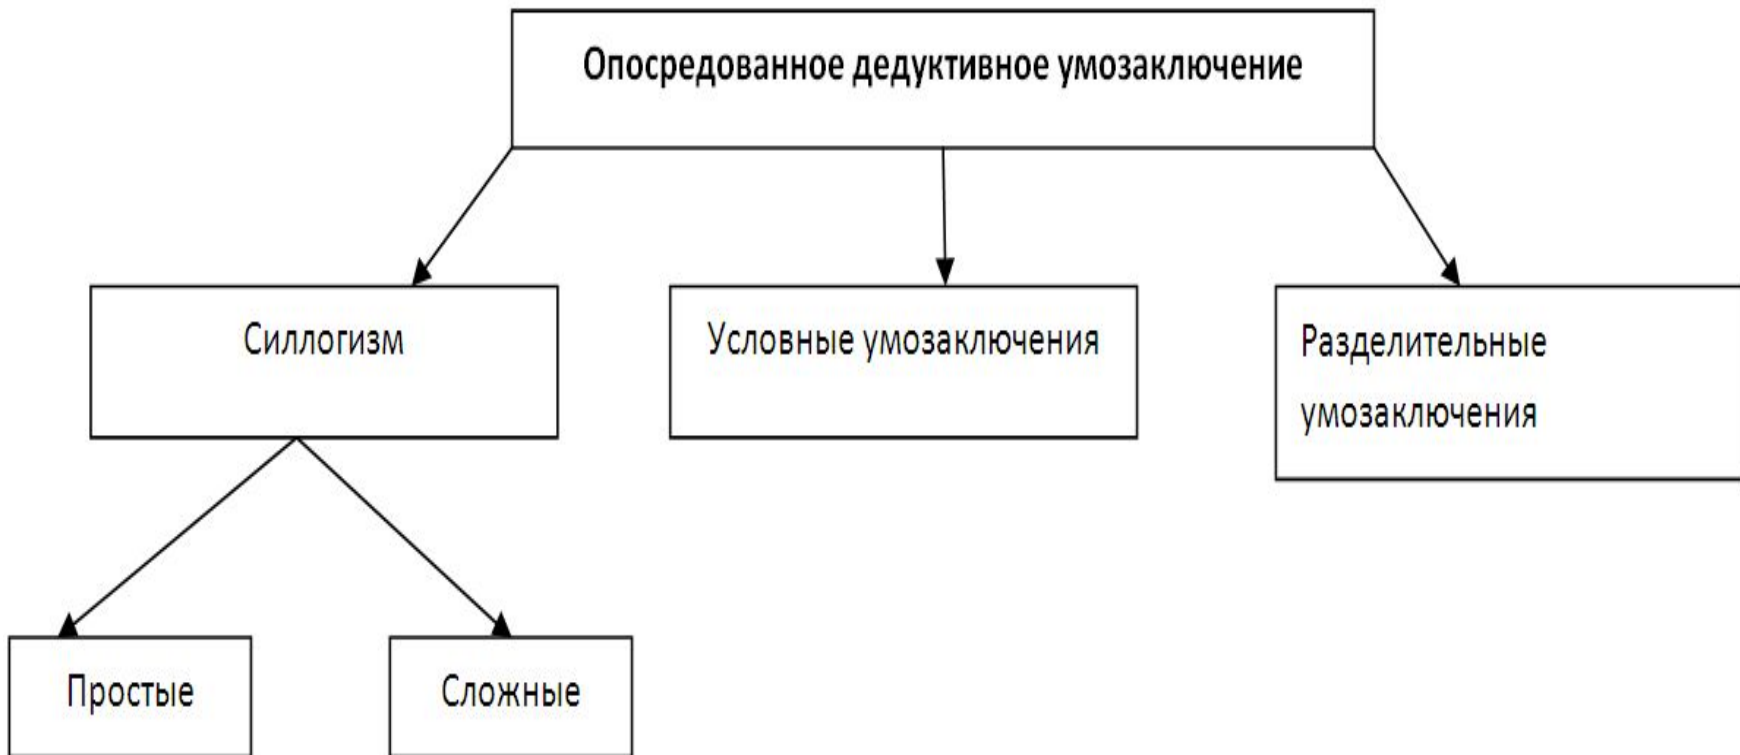 Опосредованное дедуктивное умозаключение
Силлогизм
Условные умозаключения
Разделительные
умозаключения
Простые
Сложные